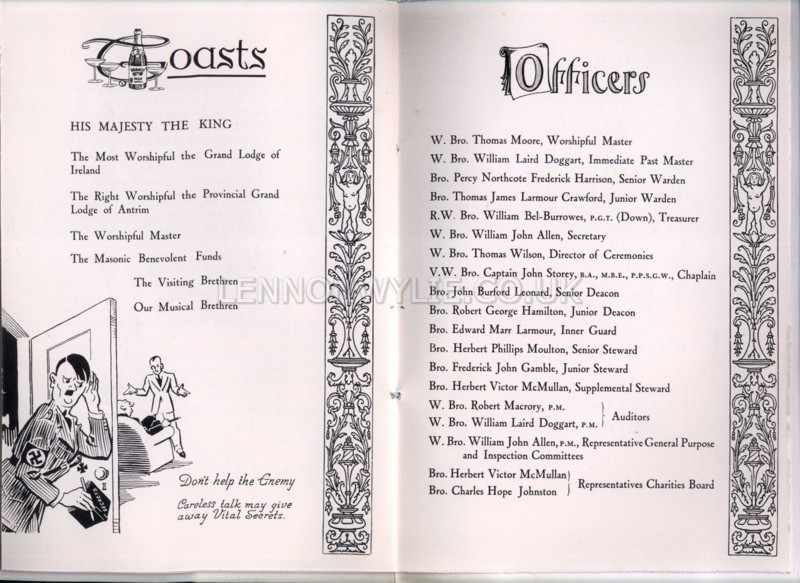 Toasts
HIS MAJESTY THE KING
The Most Worshipful the Grand Lodge of
Ireland
The Right Worshipful the Provincial Grand
Lodge of Antrim
The Worshipful Master
The Masonic Benevolent Funds
The Visiting Brethren
Our Musical Brethren
Don't help the Enemy
Careless talk may give
away Vital Secrets.
Officers
W. Bro. Thomas Moore, Worshipful Master
W. Bro. William Laird Doggart, Immediate Past Master
Bro. Percy Northcote Frederick Harrison, Senior Warden
Bro. Thomas James Larmour Crawford, Junior Warden
R.W. Bro. William Bel-Burrowes, P.G.T. (Down), Treasurer
W. Bro. William John Allen, Secretary
W. Bro. Thomas Wilson, Director of Ceremonies
V.W. Bro. Captain John Storey, B.A., M.B.E., P.P.S.G.W., Chaplain
Bro. John Burford Leonard, Senior Deacon
Bro. Robert George Hamilton, Junior Deacon
Bro. Edward Marr Larmour, Inner Guard
Bro. Herbert Phillips Moulton, Senior Steward
Bro. Frederick John Gamble, Junior Steward
Bro. Herbert Victor McMullan, Supplemental Steward
W. Bro. Robert Macrory, P.M.
W. Bro. William Laird Doggart, P.M.
Auditors
W. Bro. William John Allen, P.M., Representative General Purpose
and Inspection Committees
Bro. Herbert Victor McMullan
Bro. Charles Hope Johnston
Representatives Charities Board
LENNOXWYLIE.CO.UK